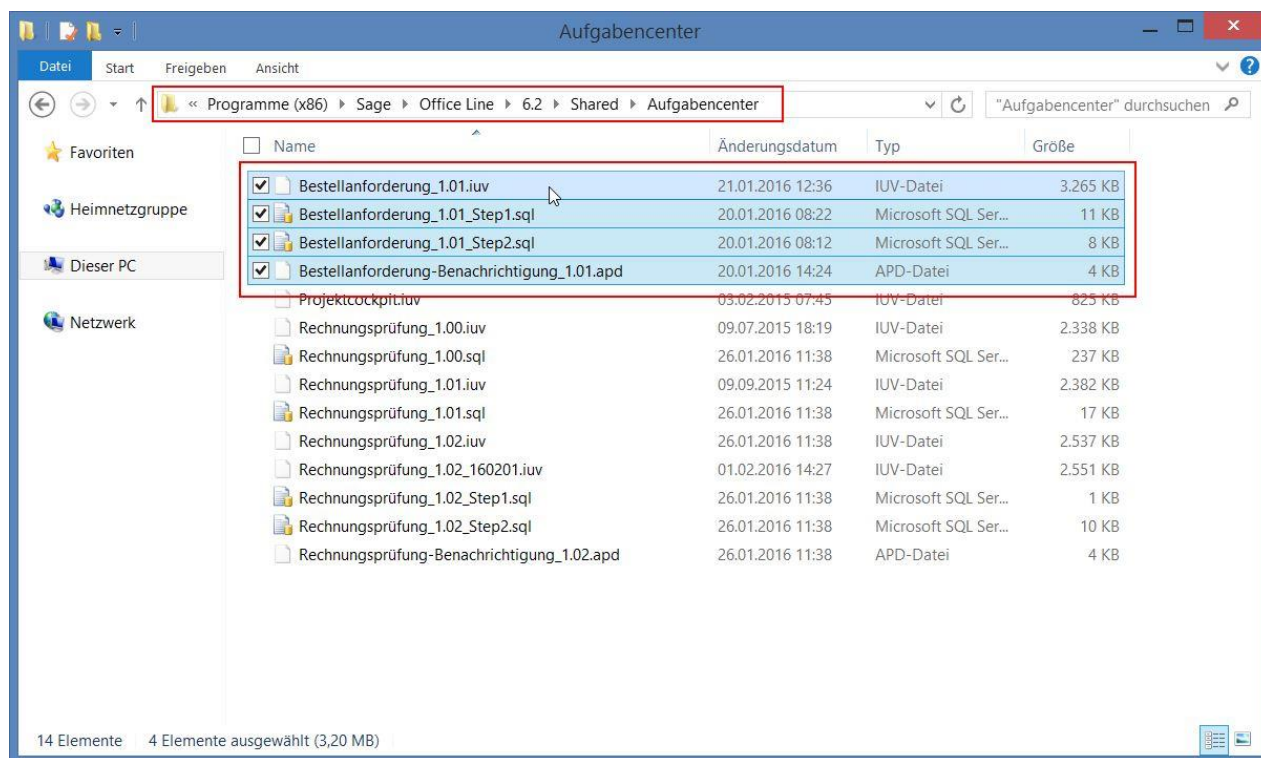 Aufgabencenter
Datei Start Freigeben Ansicht
« Programme (x86) Sage Office Line 6.2 Shared Aufgabencenter "Aufgabencenter" durchsuchen
Favoriten
Heimnetzgruppe
Dieser PC
Netzwerk
Name Änderungsdatum Typ Größe
Bestellanforderung_1.01.iuv 21.01.2016 12:36 IUV-Datei 3.265 KB
Bestellanforderung_1.01_Step1.sql 20.01.2016 08:22 Microsoft SQL Ser... 11 KB
Bestellanforderung_1.01_Step2.sql 20.01.2016 08:12 Microsoft SQL Ser... 8 KB
Bestellanforderung-Benachrichtigung_1.01.apd 20.01.2016 14:24 APD-Datei 4 KB
Projektcockpit.iuv 03.02.2015 07:45 IUV-Datei 825 KB
Rechnungsprüfung_1.00.iuv 09.07.2015 18:19 IUV-Datei 2.338 KB
Rechnungsprüfung_1.00.sql 26.01.2016 11:38 Microsoft SQL Ser... 237 KB
Rechnungsprüfung_1.01.iuv 09.09.2015 11:24 IUV-Datei 2.382 KB
Rechnungsprüfung_1.01.sql 26.01.2016 11:38 Microsoft SQL Ser... 17 KB
Rechnungsprüfung_1.02.iuv 26.01.2016 11:38 IUV-Datei 2.537 KB
Rechnungsprüfung_1.02_160201.iuv 01.02.2016 14:27 IUV-Datei 2.551 KB
Rechnungsprüfung_1.02_Step1.sql 26.01.2016 11:38 Microsoft SQL Ser... 1 KB
Rechnungsprüfung_1.02_Step2.sql 26.01.2016 11:38 Microsoft SQL Ser... 10 KB
Rechnungsprüfung-Benachrichtigung_1.02.apd 26.01.2016 11:38 APD-Datei 4 KB
14 Elemente 4 Elemente ausgewählt (3,20 MB)